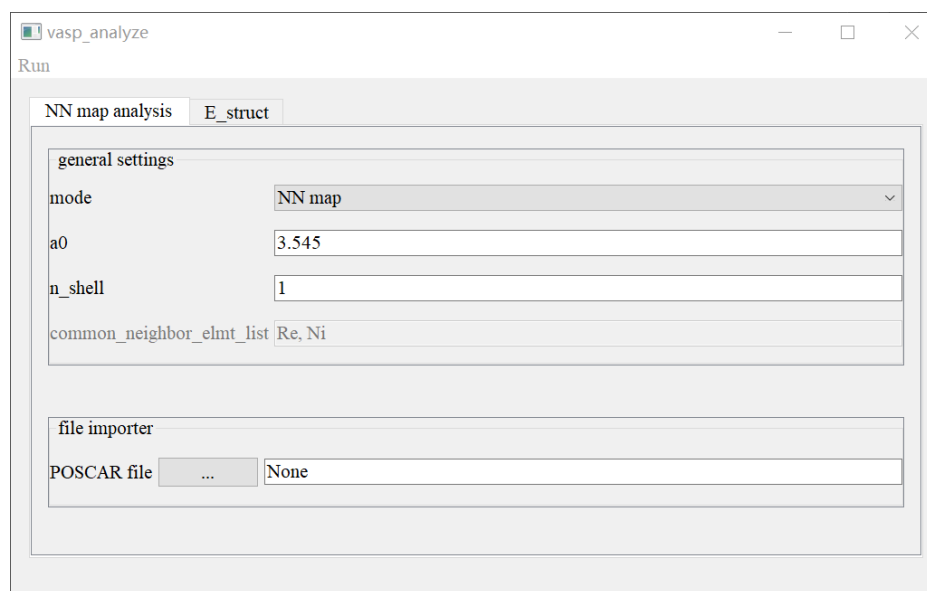 vasp_analyze
Run
NN map analysis E_struct
general settings
mode NN map
a0 3.545
n_shell 1
common_neighbor_elmt_list Re, Ni
file importer
POSCAR file ... None